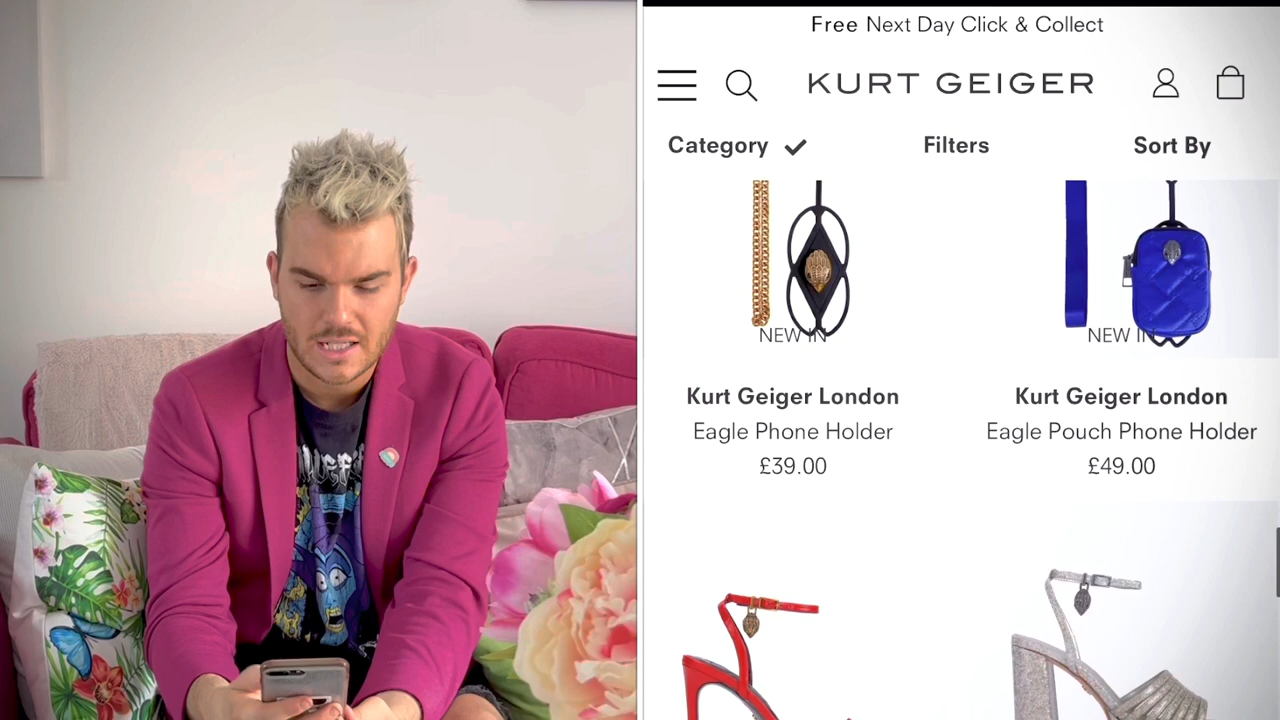 Free Next Day Click & Collect
KURT GEIGER
Category
Filters
Sort By
NEW IN
NEW IN
Kurt Geiger London
Eagle Phone Holder
£39.00
Kurt Geiger London
Eagle Pouch Phone Holder
£49.00